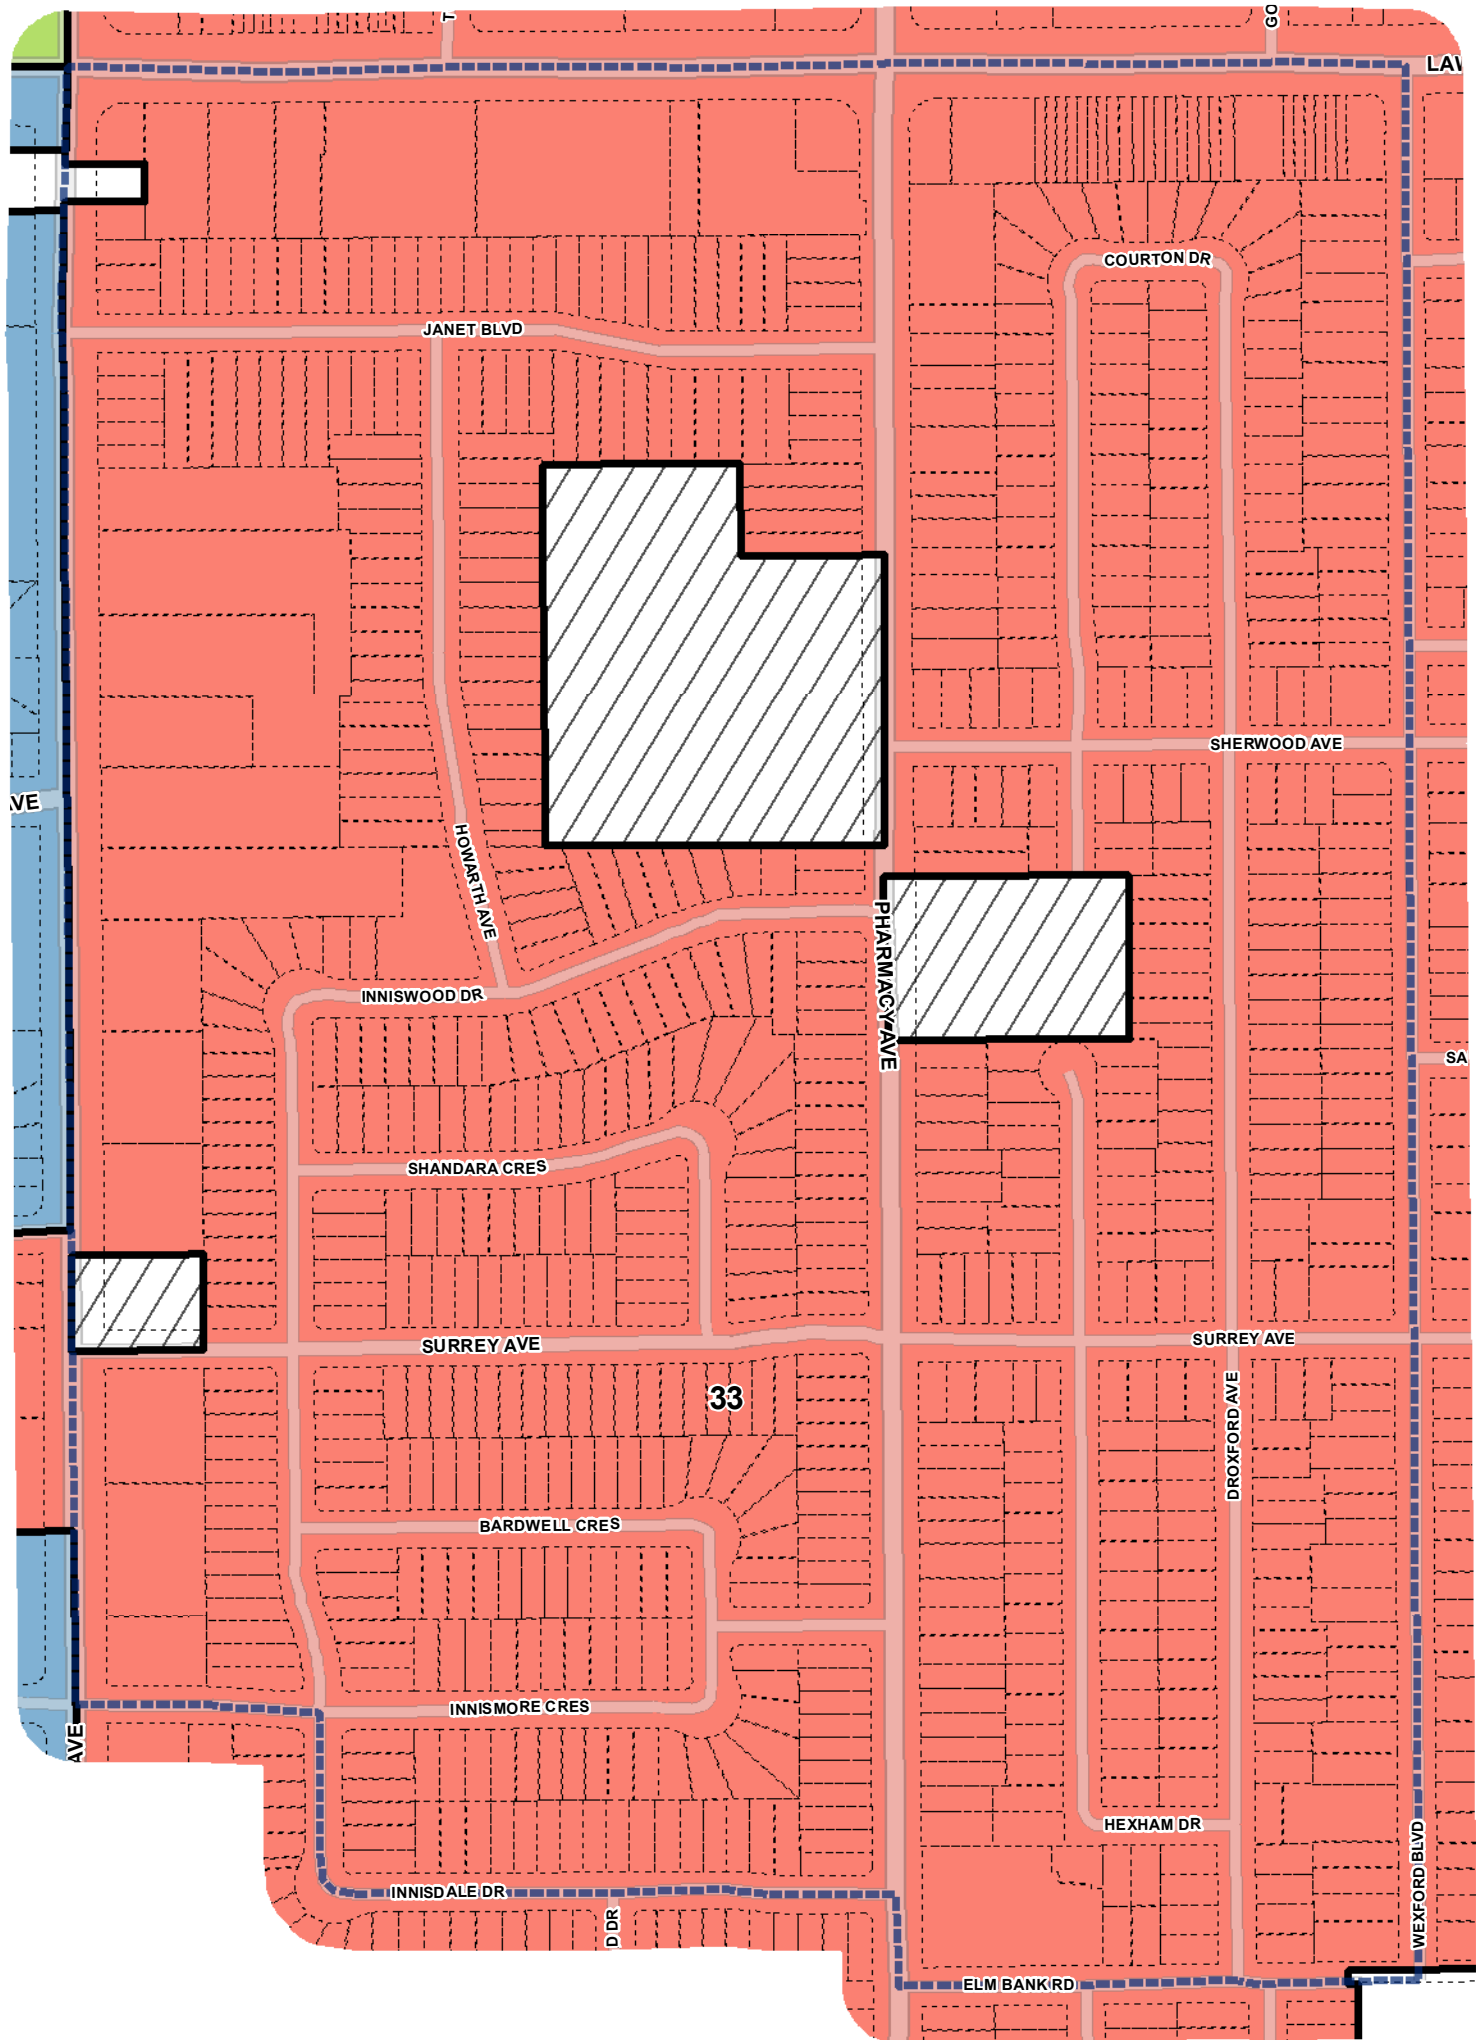 T
GO
LAW
COURTON DR
JANET BLVD
SHERWOOD AVE
AVE
HOWARTH AVE
PHARMACY AVE
INNISWOOD DR
SA
SHANDARA CRES
SURREY AVE
SURREY AVE
33
DROXFORD AVE
BARDWELL CRES
INNISMORE CRES
AVE
HEXHAM DR
WEXFORD BLVD
INNISDALE DR
D DR
ELM BANK RD